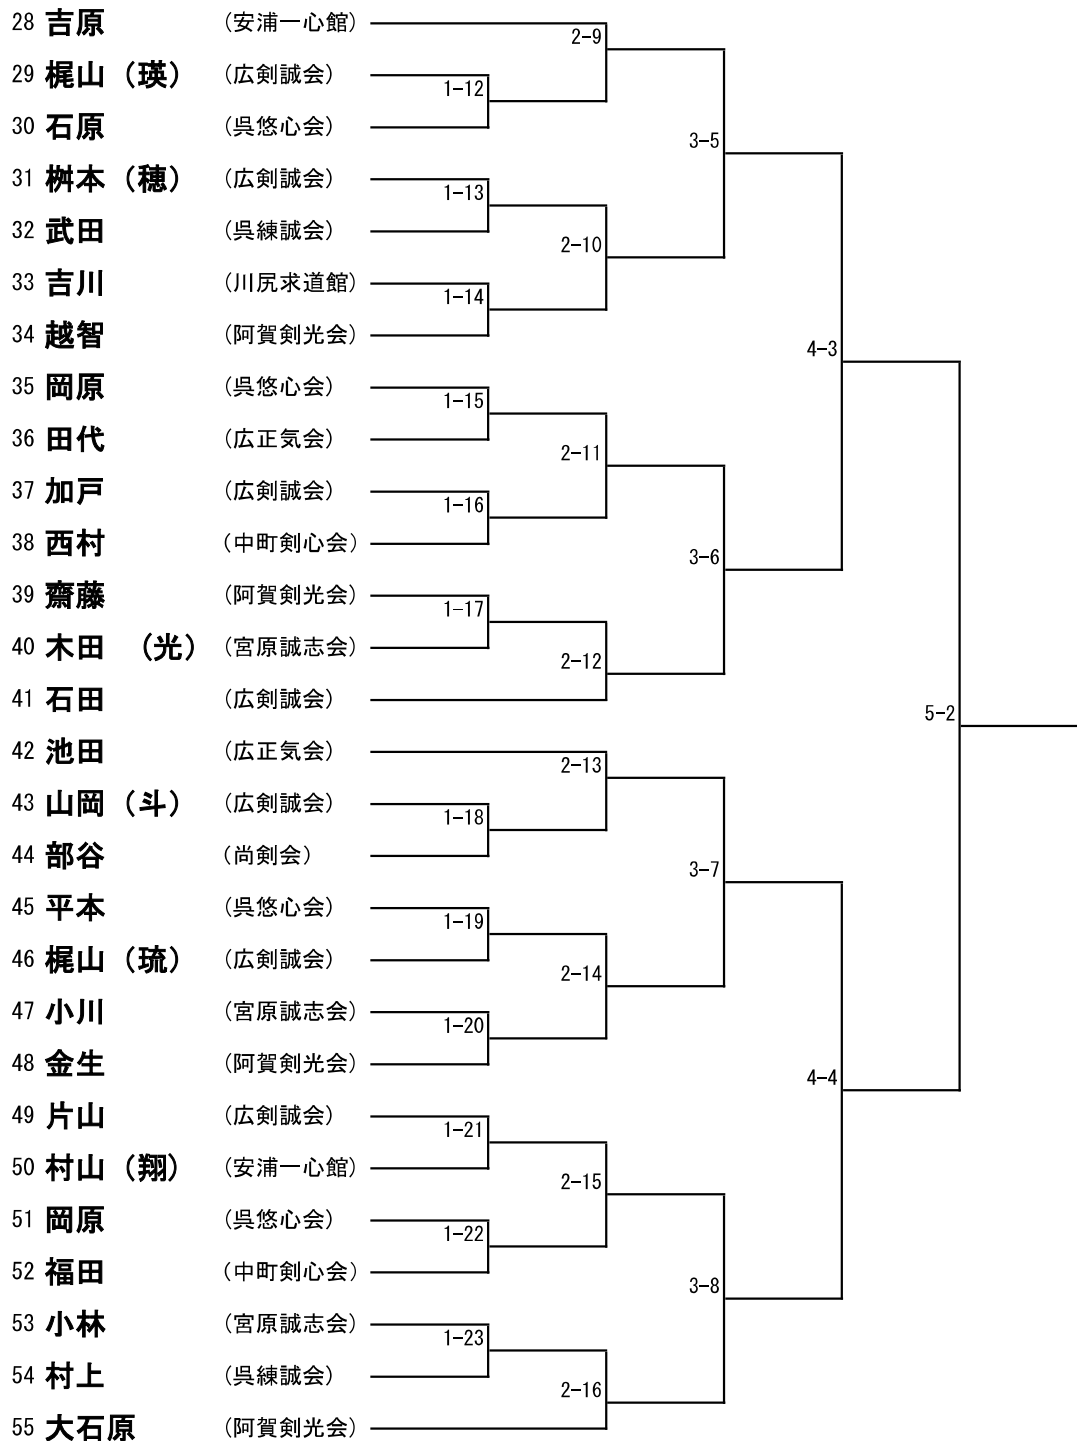 28 吉原 （安浦一心館）
2-9
29 梶山（瑛） （広剣誠会）
1-12
30 石原 （呉悠心会）
3-5
31 桝本（穂） （広剣誠会）
1-13
32 武田 （呉練誠会）
2-10
33 吉川 （川尻求道館）
1-14
34 越智 （阿賀剣光会）
4-3
35 岡原 （呉悠心会）
1-15
36 田代 （広正気会）
2-11
37 加戸 （広剣誠会）
1-16
38 西村 （中町剣心会）
3-6
39 齋藤 （阿賀剣光会）
1-17
40 木田 （光） （宮原誠志会）
2-12
41 石田 （広剣誠会）
5-2
42 池田 （広正気会）
2-13
43 山岡（斗） （広剣誠会）
1-18
44 部谷 （尚剣会）
3-7
45 平本 （呉悠心会）
1-19
46 梶山（琉） （広剣誠会）
2-14
47 小川 （宮原誠志会）
1-20
48 金生 （阿賀剣光会）
4-4
49 片山 （広剣誠会）
1-21
50 村山（翔） （安浦一心館）
2-15
51 岡原 （呉悠心会）
1-22
52 福田 （中町剣心会）
3-8
53 小林 （宮原誠志会）
1-23
54 村上 （呉練誠会）
2-16
55 大石原 （阿賀剣光会）